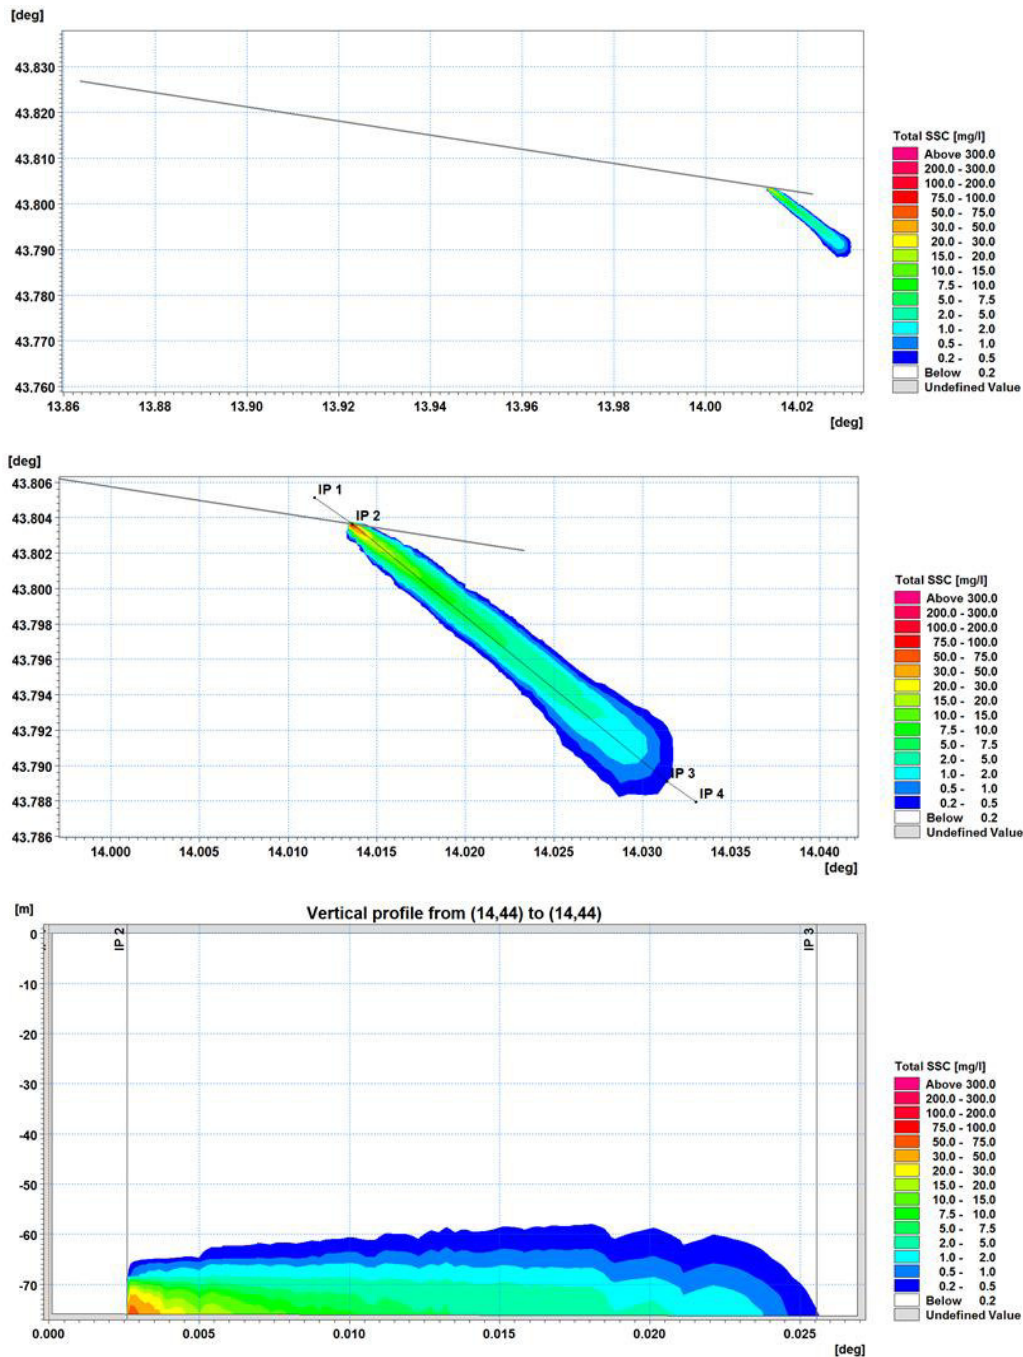 [deg]
43.830
43.820
43.810
43.800
43.790
43.780
43.770
43.760
13.86 13.88 13.90 13.92 13.94 13.96 13.98 14.00 14.02
[deg]
Total SSC [mg/l]
Above 300.0
200.0 - 300.0
100.0 - 200.0
75.0 - 100.0
50.0 - 75.0
30.0 - 50.0
20.0 - 30.0
15.0 - 20.0
10.0 - 15.0
7.5 - 10.0
5.0 - 7.5
2.0 - 5.0
1.0 - 2.0
0.5 - 1.0
0.2 - 0.5
Below 0.2
Undefined Value
[deg]
43.806
43.804
43.802
43.800
43.798
43.796
43.794
43.792
43.790
43.788
43.786
IP 1
IP 2
IP 3
IP 4
14.000 14.005 14.010 14.015 14.020 14.025 14.030 14.035 14.040
[deg]
Total SSC [mg/l]
Above 300.0
200.0 - 300.0
100.0 - 200.0
75.0 - 100.0
50.0 - 75.0
30.0 - 50.0
20.0 - 30.0
15.0 - 20.0
10.0 - 15.0
7.5 - 10.0
5.0 - 7.5
2.0 - 5.0
1.0 - 2.0
0.5 - 1.0
0.2 - 0.5
Below 0.2
Undefined Value
[m]
Vertical profile from (14,44) to (14,44)
0
-10
-20
-30
-40
-50
-60
-70
IP 2
IP 3
0.000 0.005 0.010 0.015 0.020 0.025
[deg]
Total SSC [mg/l]
Above 300.0
200.0 - 300.0
100.0 - 200.0
75.0 - 100.0
50.0 - 75.0
30.0 - 50.0
20.0 - 30.0
15.0 - 20.0
10.0 - 15.0
7.5 - 10.0
5.0 - 7.5
2.0 - 5.0
1.0 - 2.0
0.5 - 1.0
0.2 - 0.5
Below 0.2
Undefined Value